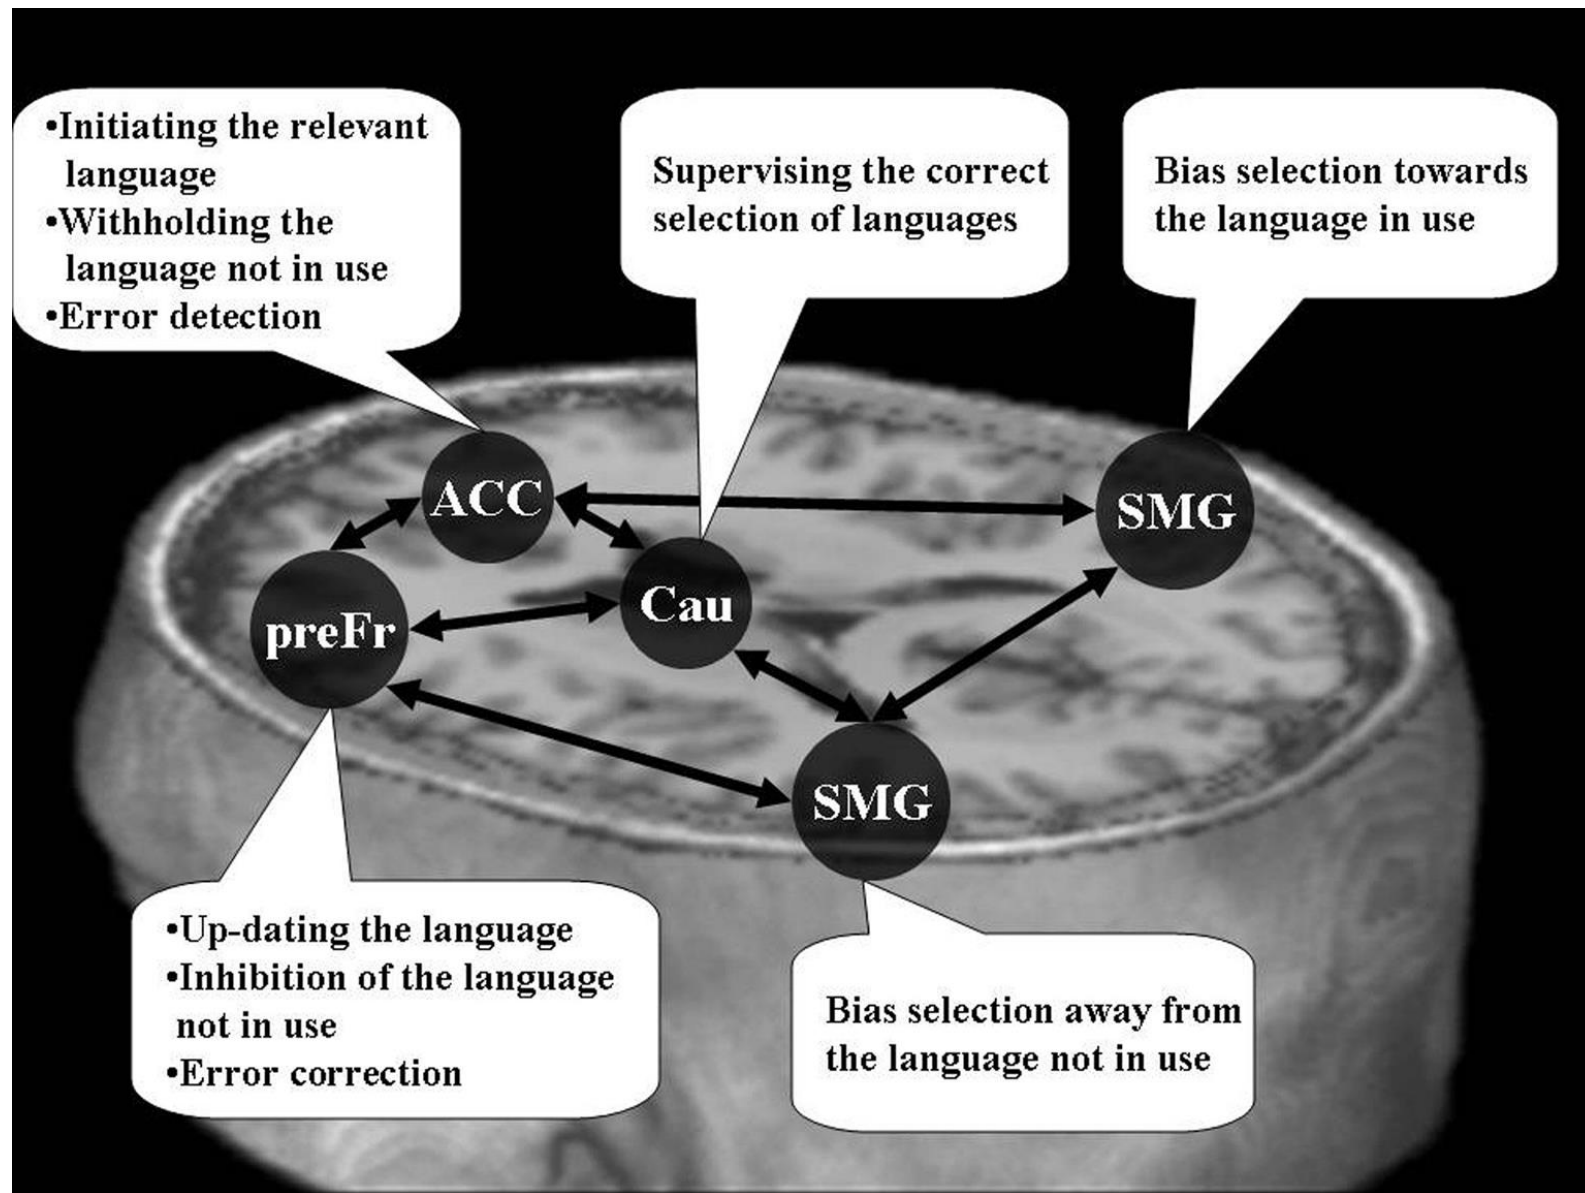 •Initiating the relevant
language
•Withholding the
language not in use
•Error detection
Supervising the correct
selection of languages
Bias selection towards
the language in use
ACC
SMG
Cau
preFr
SMG
•Up-dating the language
•Inhibition of the language
not in use
•Error correction
Bias selection away from
the language not in use